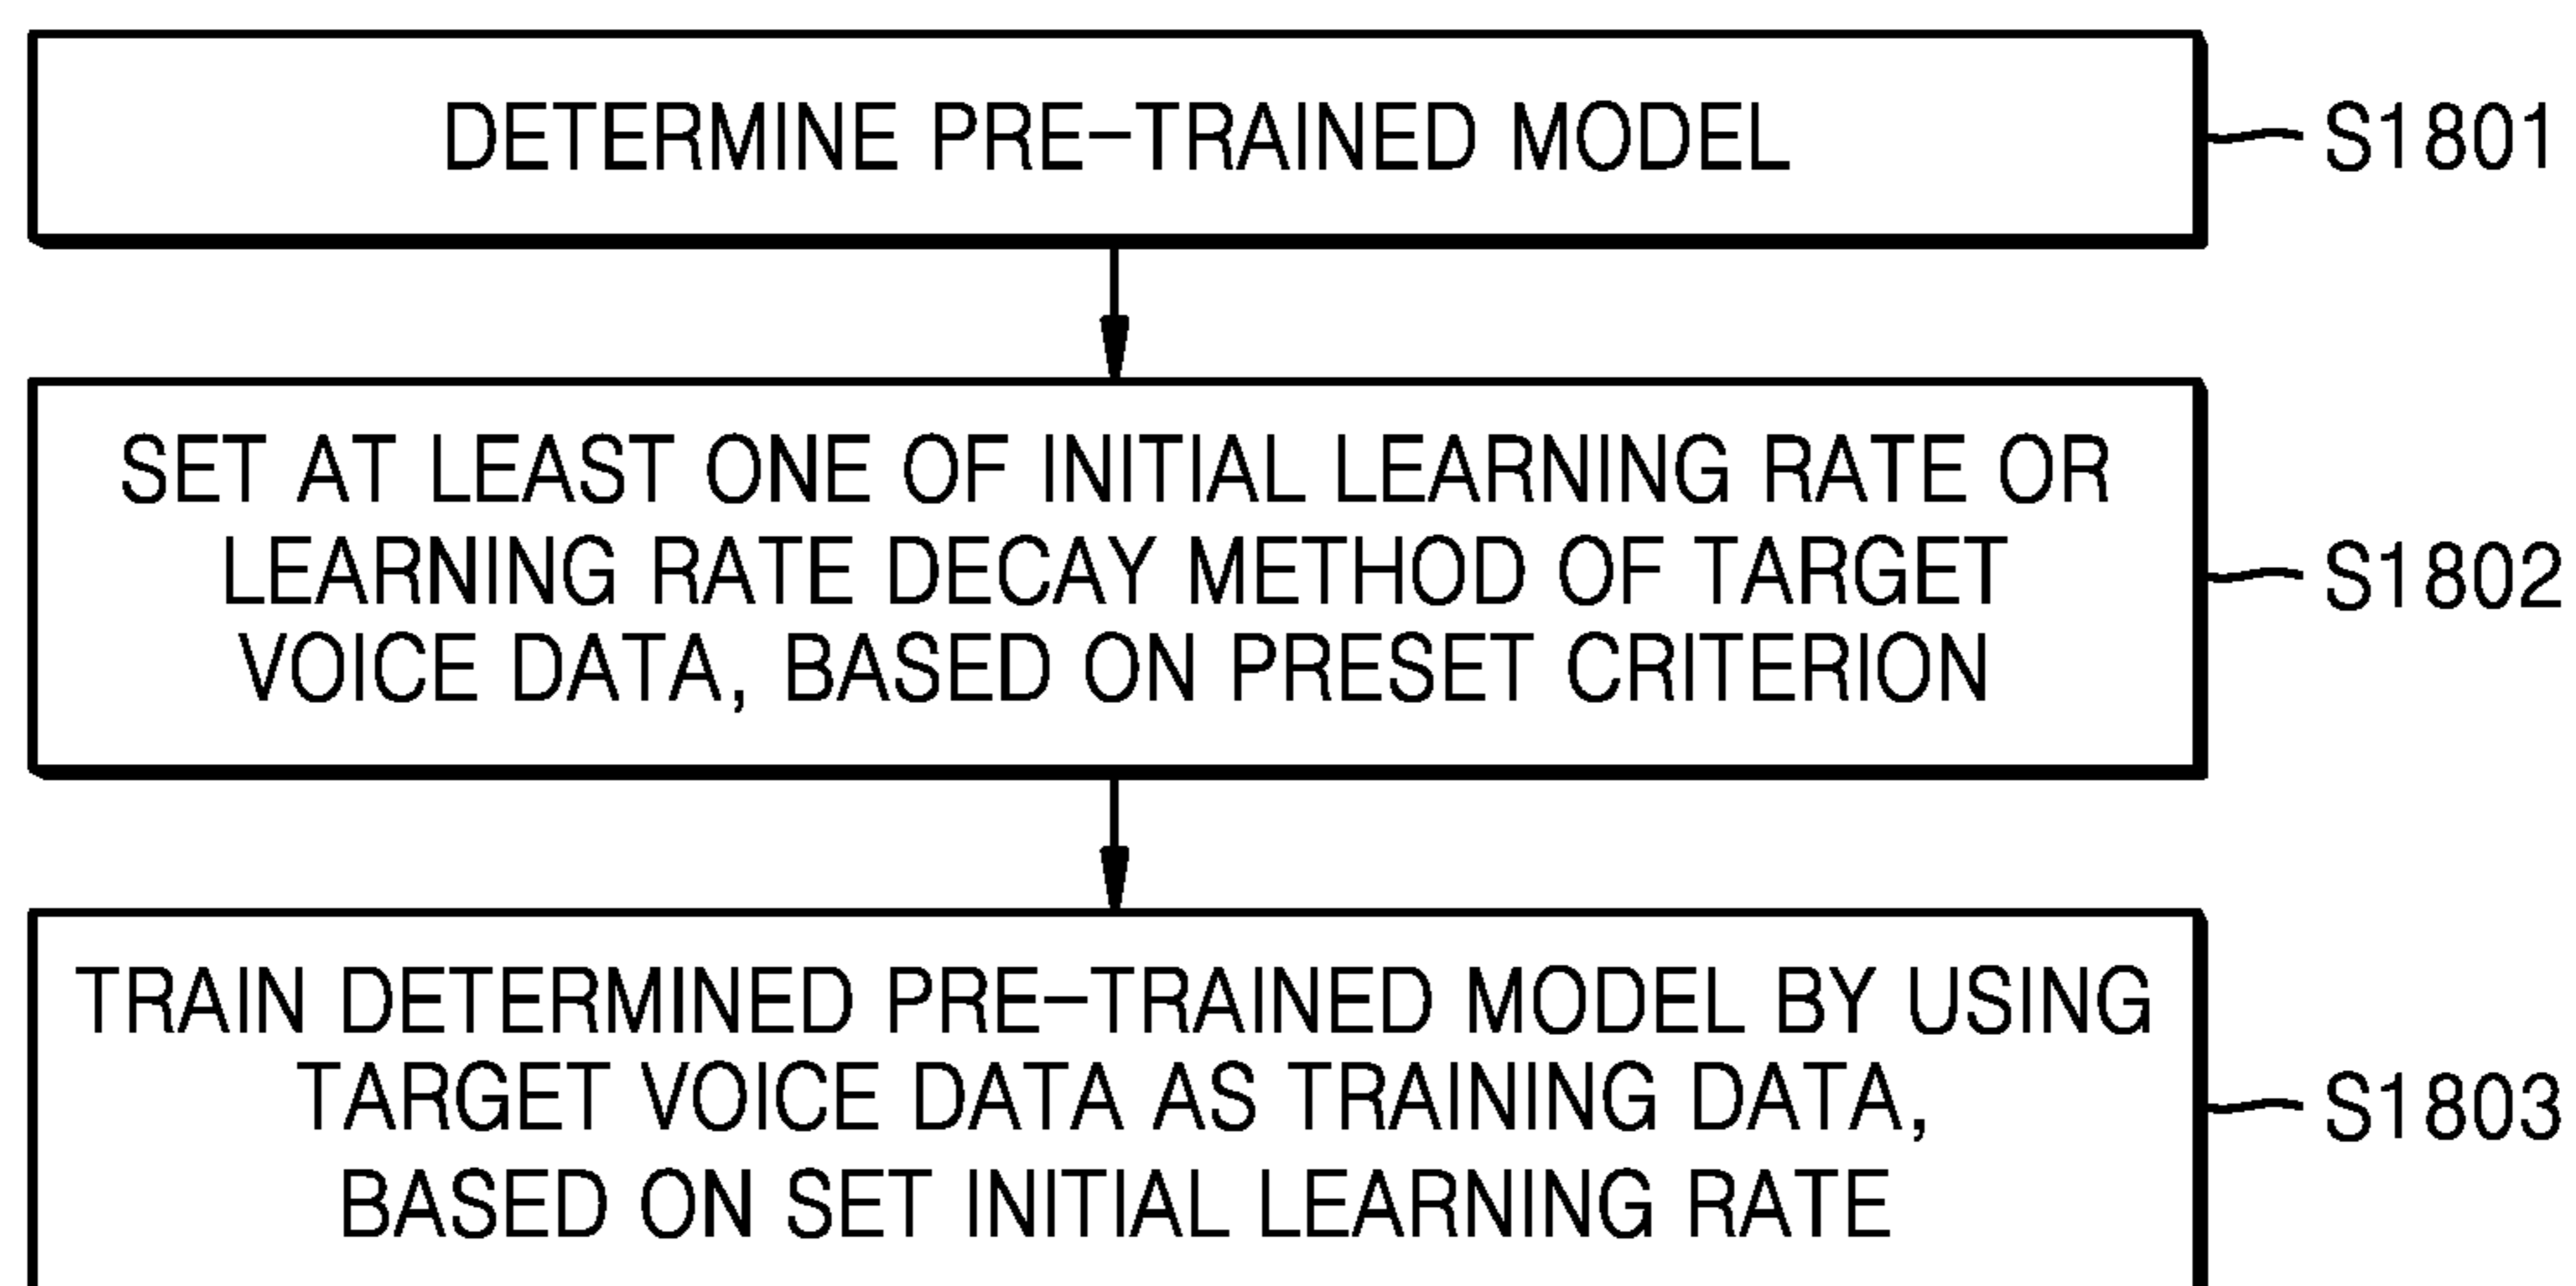 DETERMINE PRE-TRAINED MODEL
S1801
SET AT LEAST ONE OF INITIAL LEARNING RATE OR
LEARNING RATE DECAY METHOD OF TARGET
VOICE DATA, BASED ON PRESET CRITERION
S1802
TRAIN DETERMINED PRE-TRAINED MODEL BY USING
TARGET VOICE DATA AS TRAINING DATA,
BASED ON SET INITIAL LEARNING RATE
S1803